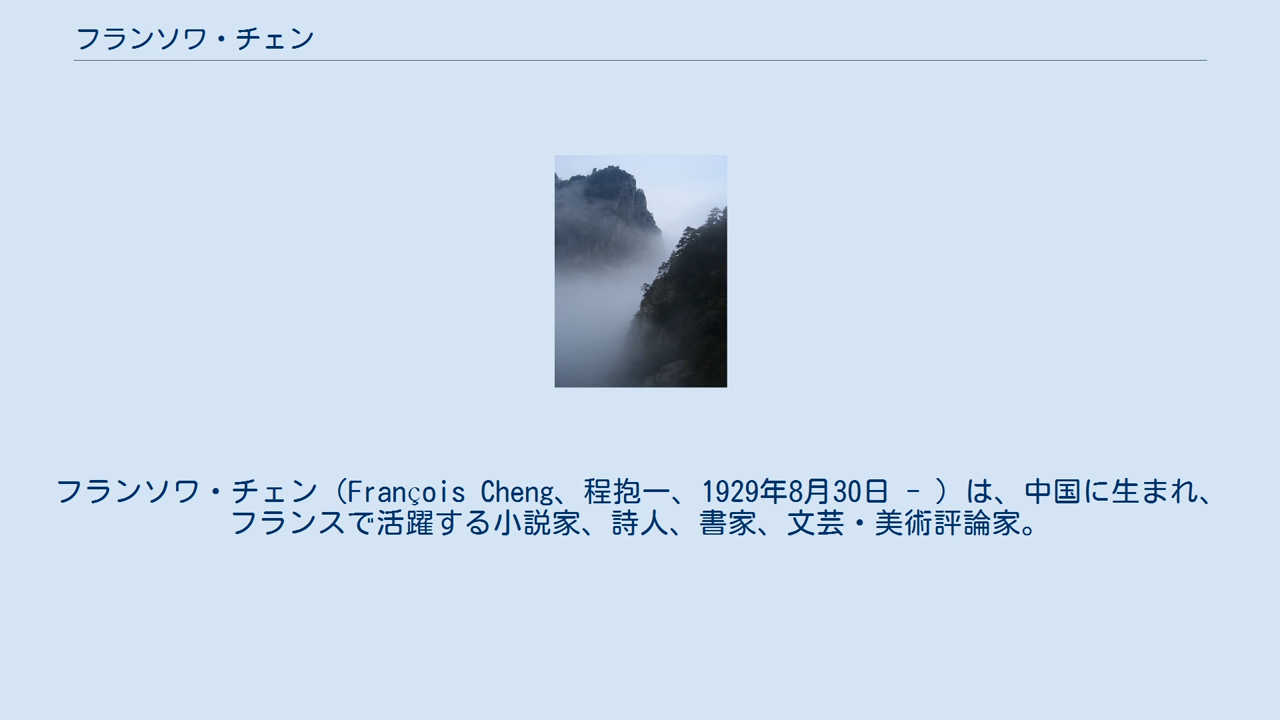 フランソワ・チェン
フランソワ・チェン（François Cheng、程抱一、1929年8月30日 - ）は、中国に生まれ、
フランスで活躍する小説家、詩人、書家、文芸・美術評論家。